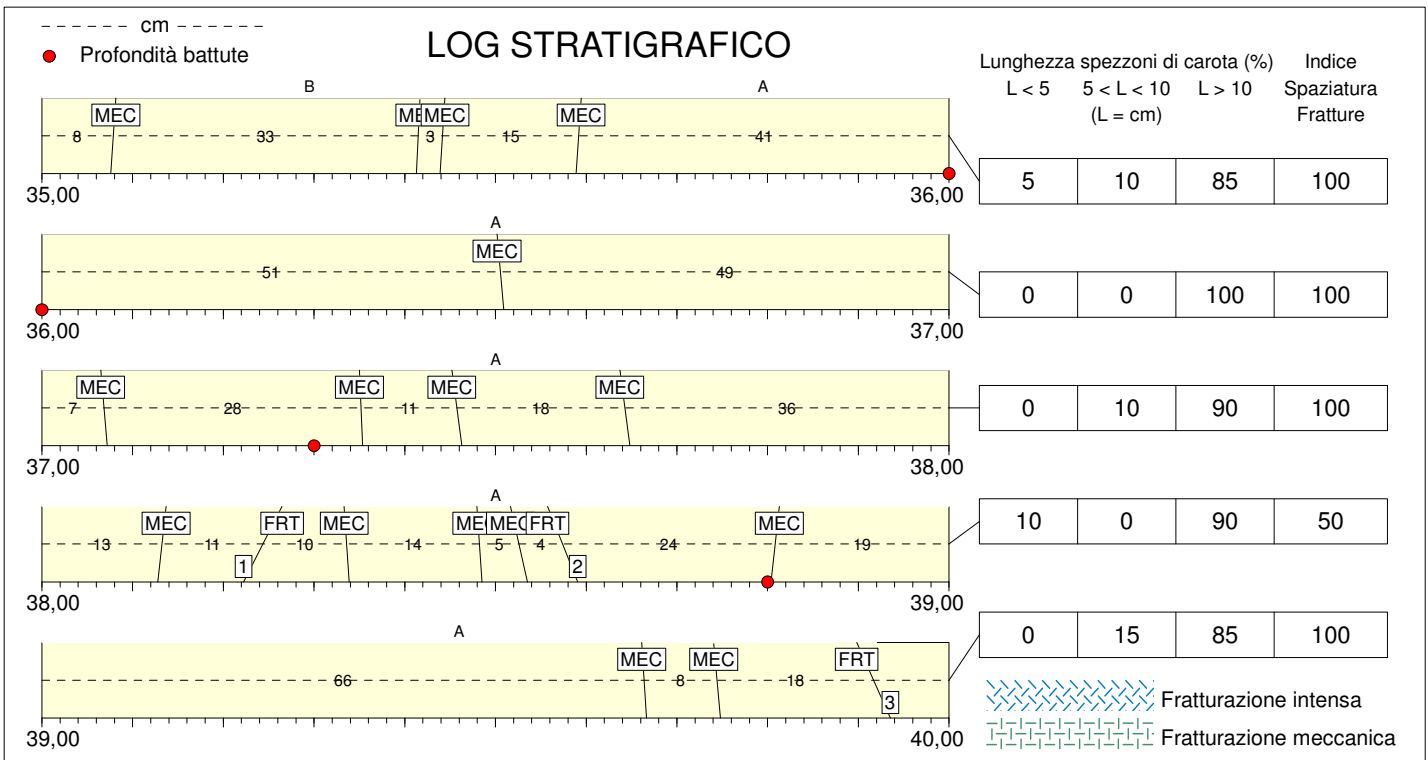 cm
Profondità battute
LOG STRATIGRAFICO
Lunghezza spezzoni di carota (%) Indice
L < 5 5 < L < 10 L > 10 Spaziatura
(L = cm) Fratture
B A
MEC MEC MEC
8 33 3 15 41
35,00 36,00
5 10 85 100
A
MEC
51 49
36,00 37,00
0 0 100 100
A
MEC MEC MEC MEC
7 28 11 18 36
37,00 38,00
0 10 90 100
A
MEC FRT MEC MEC FRT MEC
13 11 10 14 5 4 24 19
1 2
38,00 39,00
10 0 90 50
A
MEC MEC FRT
66 8 18
3
39,00 40,00
0 15 85 100
Fratturazione intensa
Fratturazione meccanica